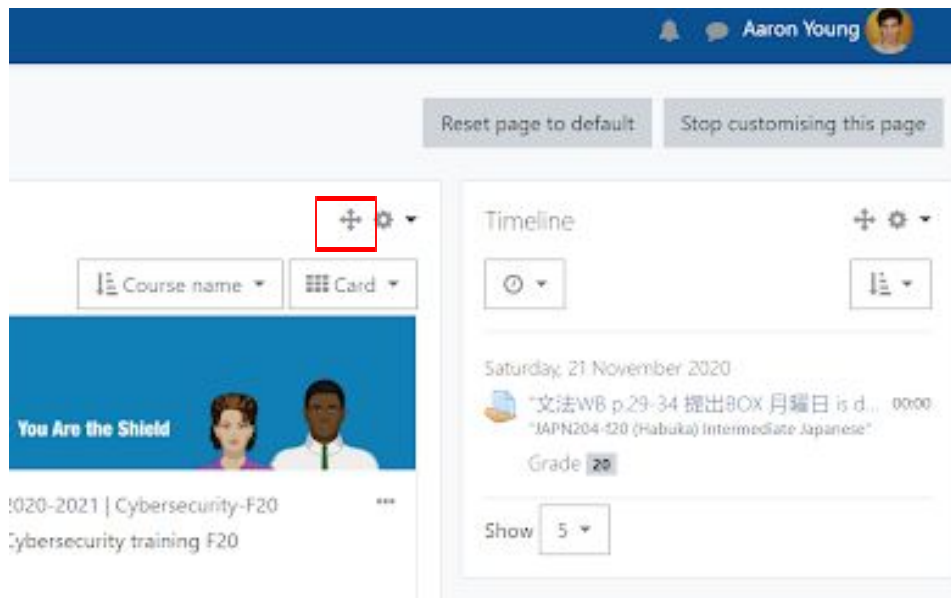 Aaron Young
Reset page to default
Stop customising this page
Course name
Card
You Are the Shield
2020-2021 | Cybersecurity-F20
Cybersecurity training F20
Timeline
Saturday, 21 November 2020
"文法WB p.29-34 提出BOX 月曜日 is d... 00:00
"JAPN204-f20 (Habuka) Intermediate Japanese"
Grade 20
Show 5